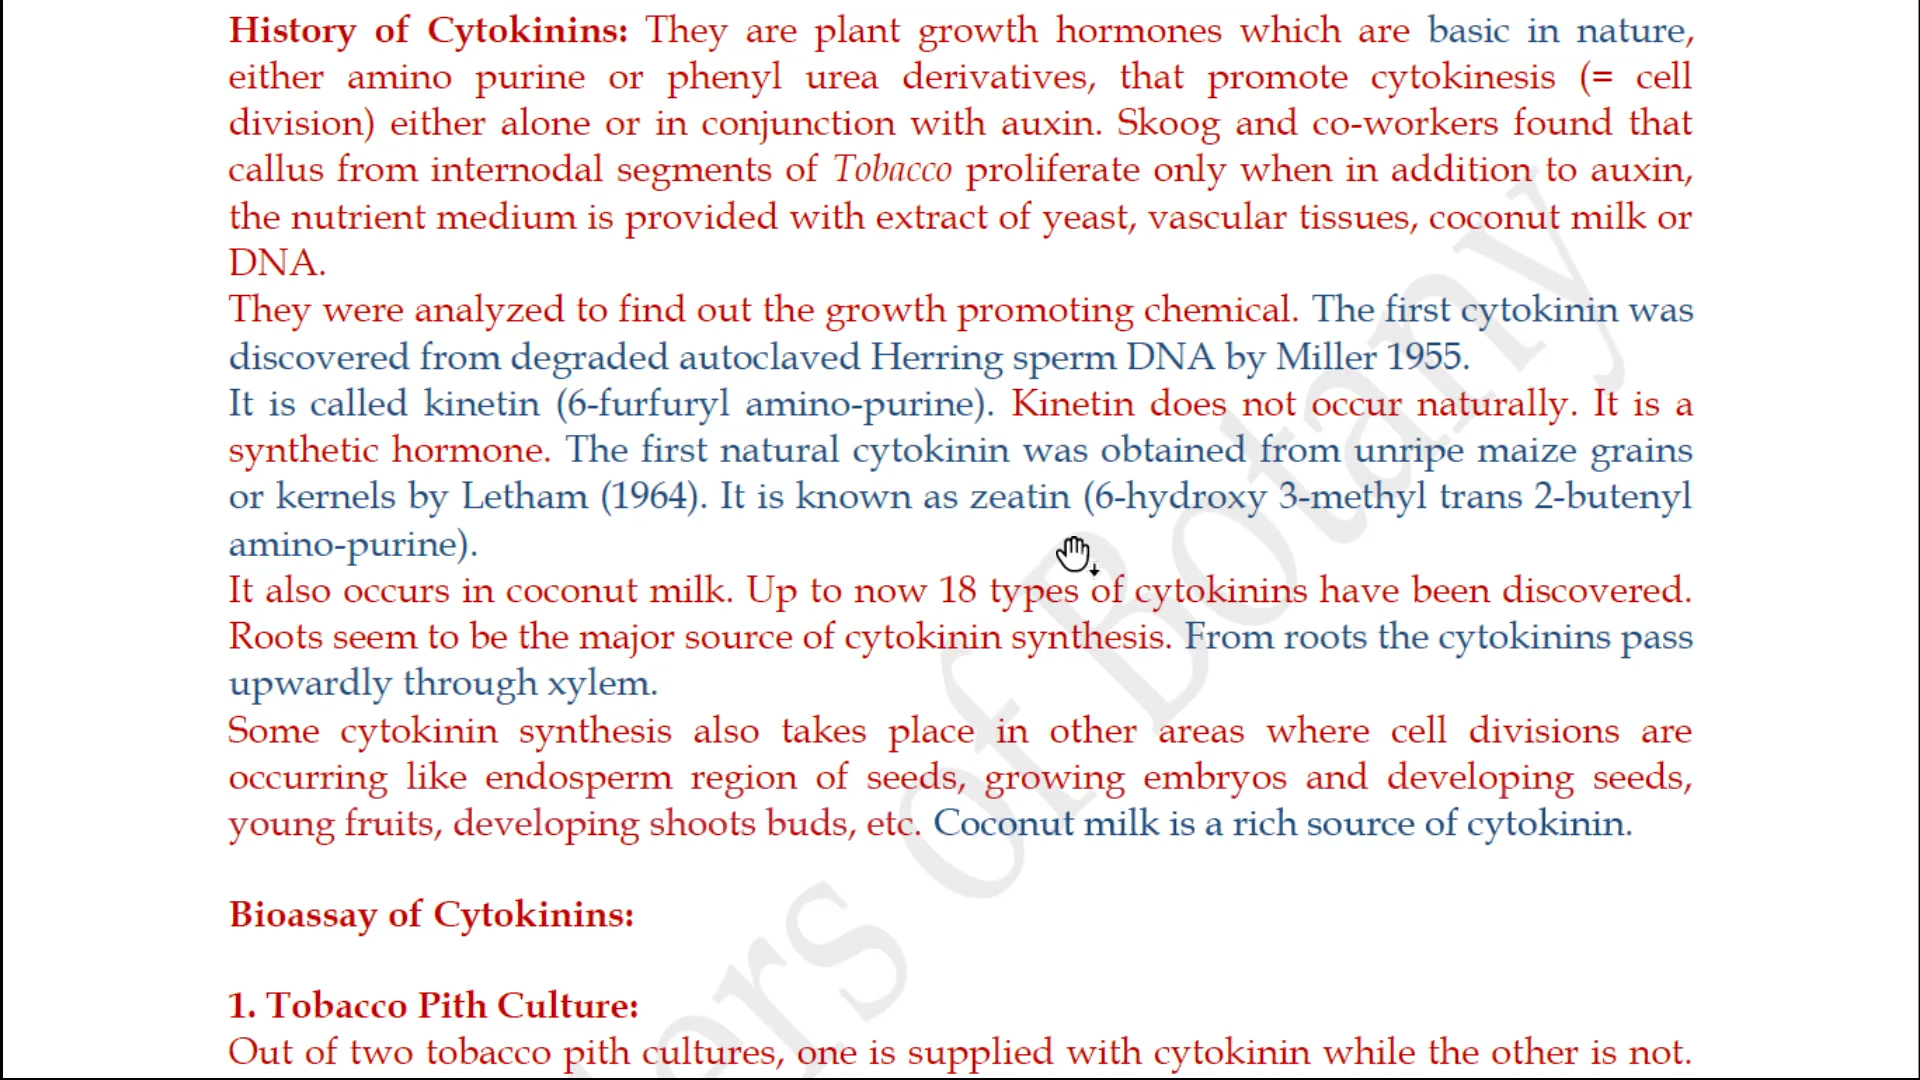 History of Cytokinins: They are plant growth hormones which are basic in nature,
either amino purine or phenyl urea derivatives, that promote cytokinesis (= cell
division) either alone or in conjunction with auxin. Skoog and co-workers found that
callus from internodal segments of Tobacco proliferate only when in addition to auxin,
the nutrient medium is provided with extract of yeast, vascular tissues, coconut milk or
DNA.
They were analyzed to find out the growth promoting chemical. The first cytokinin was
discovered from degraded autoclaved Herring sperm DNA by Miller 1955.
It is called kinetin (6-furfuryl amino-purine). Kinetin does not occur naturally. It is a
synthetic hormone. The first natural cytokinin was obtained from unripe maize grains
or kernels by Letham (1964). It is known as zeatin (6-hydroxy 3-methyl trans 2-butenyl
amino-purine).
It also occurs in coconut milk. Up to now 18 types of cytokinins have been discovered.
Roots seem to be the major source of cytokinin synthesis. From roots the cytokinins pass
upwardly through xylem.
Some cytokinin synthesis also takes place in other areas where cell divisions are
occurring like endosperm region of seeds, growing embryos and developing seeds,
young fruits, developing shoots buds, etc. Coconut milk is a rich source of cytokinin.
Bioassay of Cytokinins:
1. Tobacco Pith Culture:
Out of two tobacco pith cultures, one is supplied with cytokinin while the other is not.
of Botany